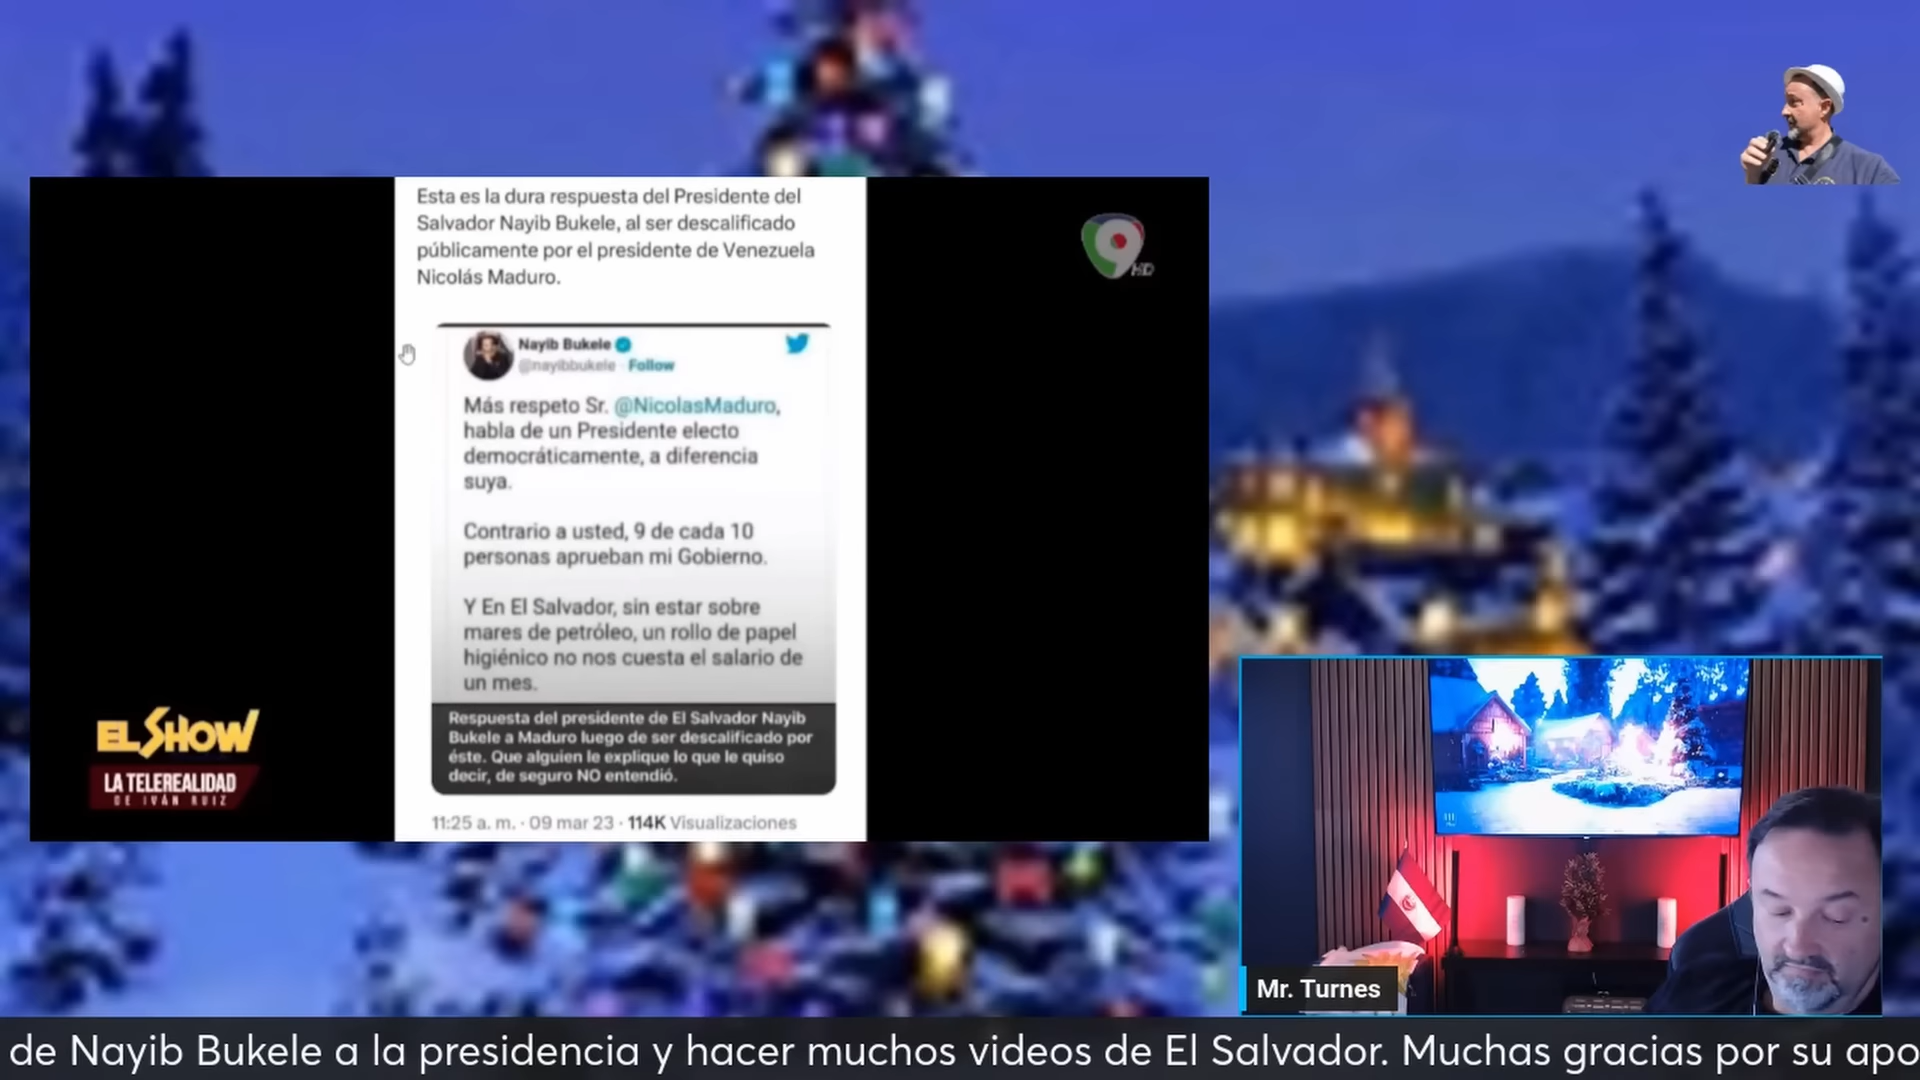 Esta es la dura respuesta del Presidente del
Salvador Nayib Bukele, al ser descalificado
públicamente por el presidente de Venezuela
Nicolás Maduro.
Nayib Bukele
@nayibbukele · Follow
Más respeto Sr. @NicolasMaduro,
habla de un Presidente electo
democráticamente, a diferencia
suya.
Contrario a usted, 9 de cada 10
personas aprueban mi Gobierno.
Y En El Salvador, sin estar sobre
mares de petróleo, un rollo de papel
higiénico no nos cuesta el salario de
un mes.
Respuesta del presidente de El Salvador Nayib
Bukele a Maduro luego de ser descalificado por
éste. Que alguien le explique lo que le quiso
decir, de seguro NO entendió.
11:25 a. m. · 09 mar 23 · 114K Visualizaciones
9
HD
EL SHOW
LA TELEREALIDAD
DE IVÁN RUIZ
Mr. Turnes
de Nayib Bukele a la presidencia y hacer muchos videos de El Salvador. Muchas gracias por su apo